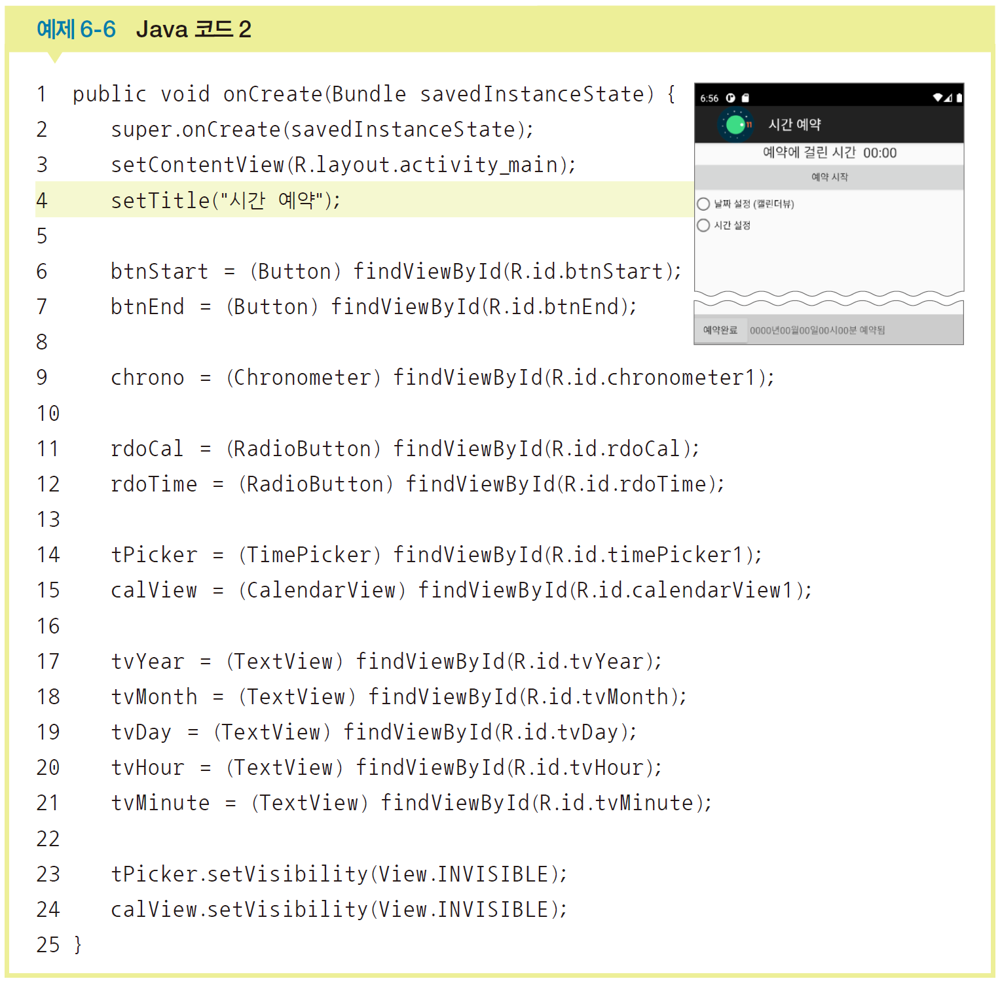 예제 6-6 Java 코드 2
1 public void onCreate(Bundle savedInstanceState) {
2 super.onCreate(savedInstanceState);
3 setContentView(R.layout.activity_main);
4 setTitle("시간 예약");
5
6 btnStart = (Button) findViewById(R.id.btnStart);
7 btnEnd = (Button) findViewById(R.id.btnEnd);
8
9 chrono = (Chronometer) findViewById(R.id.chronometer1);
10
11 rdoCal = (RadioButton) findViewById(R.id.rdoCal);
12 rdoTime = (RadioButton) findViewById(R.id.rdoTime);
13
14 tPicker = (TimePicker) findViewById(R.id.timePicker1);
15 calView = (CalendarView) findViewById(R.id.calendarView1);
16
17 tvYear = (TextView) findViewById(R.id.tvYear);
18 tvMonth = (TextView) findViewById(R.id.tvMonth);
19 tvDay = (TextView) findViewById(R.id.tvDay);
20 tvHour = (TextView) findViewById(R.id.tvHour);
21 tvMinute = (TextView) findViewById(R.id.tvMinute);
22
23 tPicker.setVisibility(View.INVISIBLE);
24 calView.setVisibility(View.INVISIBLE);
25 }
6:56
11 시간 예약
예약에 걸린 시간 00:00
예약 시작
날짜 설정 (캘린더뷰)
시간 설정
예약완료 0000년00월00일00시00분 예약됨